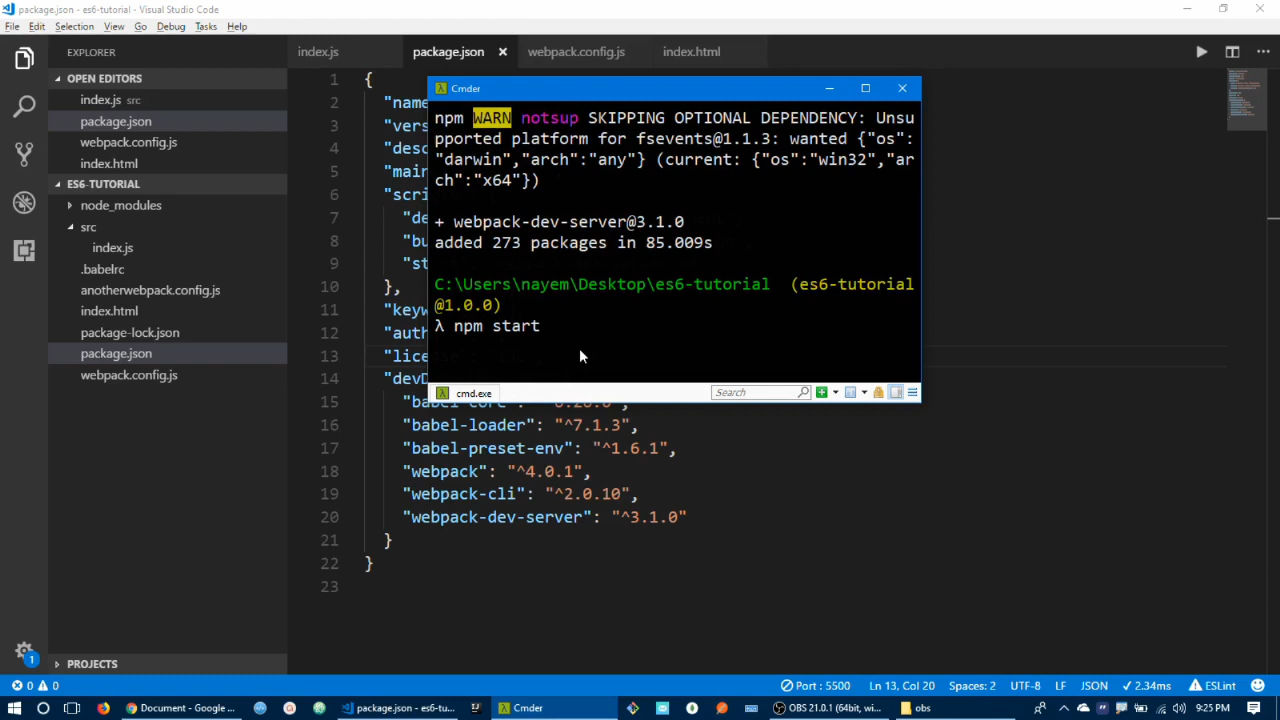 package.json - es6-tutorial - Visual Studio Code
File Edit Selection View Go Debug Tasks Help
EXPLORER
OPEN EDITORS
index.js src
package.json
webpack.config.js
index.html
ES6-TUTORIAL
node_modules
src
index.js
.babelrc
anotherwebpack.config.js
index.html
package-lock.json
package.json
webpack.config.js
PROJECTS
index.js package.json webpack.config.js index.html
1 {
2 "name
3 "vers
4 "desc
5 "main
6 "scri
7 "de
8 "bu
9 "st
10 },
11 "keyw
12 "auth
13 "lice
14 "devD
15
16 "babel-loader": "^7.1.3",
17 "babel-preset-env": "^1.6.1",
18 "webpack": "^4.0.1",
19 "webpack-cli": "^2.0.10",
20 "webpack-dev-server": "^3.1.0"
21 }
22 }
23
Cmder
npm WARN notsup SKIPPING OPTIONAL DEPENDENCY: Unsu
pported platform for fsevents@1.1.3: wanted {"os":
"darwin","arch":"any"} (current: {"os":"win32","ar
ch":"x64"})
+ webpack-dev-server@3.1.0
added 273 packages in 85.009s
C:\Users\nayem\Desktop\es6-tutorial (es6-tutorial
@1.0.0)
λ npm start
cmd.exe Search
1
0 0 Port : 5500 Ln 13, Col 20 Spaces: 2 UTF-8 LF JSON ✓ 2.34ms ESLint
Document - Google ... package.json - es6-tu... Cmder OBS 21.0.1 (64bit, wi... obs 9:25 PM